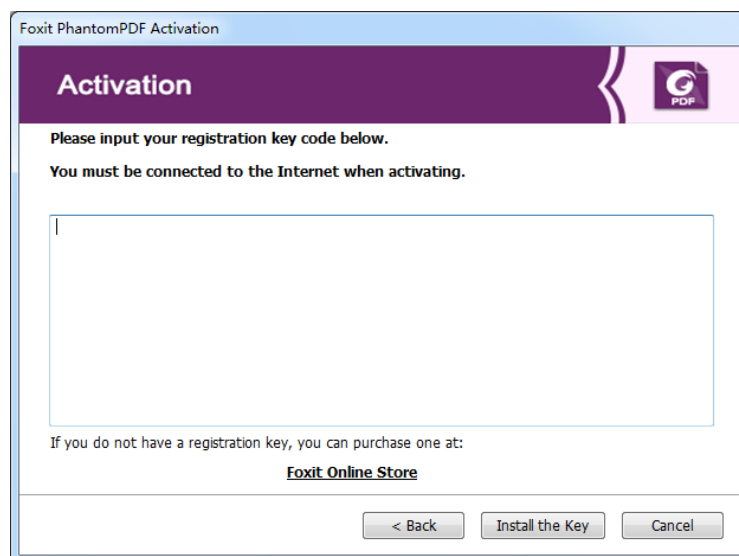 Foxit PhantomPDF Activation
Activation
PDF
Please input your registration key code below.
You must be connected to the Internet when activating.
If you do not have a registration key, you can purchase one at:
Foxit Online Store
< Back
Install the Key
Cancel